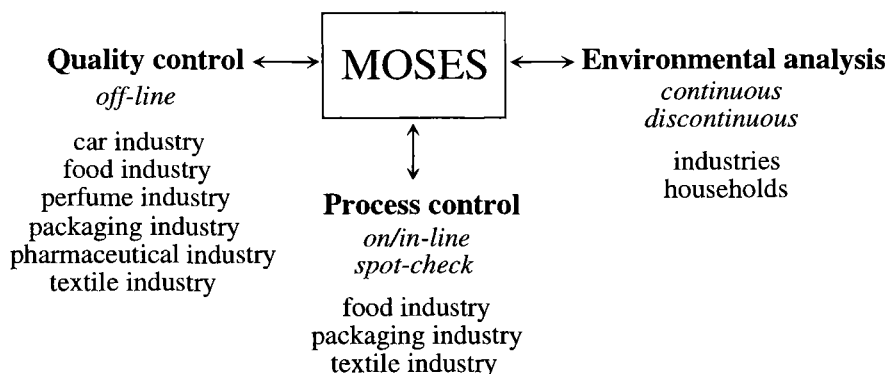 MOSES
Quality control
off-line
car industry
food industry
perfume industry
packaging industry
pharmaceutical industry
textile industry
Process control
on/in-line
spot-check
food industry
packaging industry
textile industry
Environmental analysis
continuous
discontinuous
industries
households